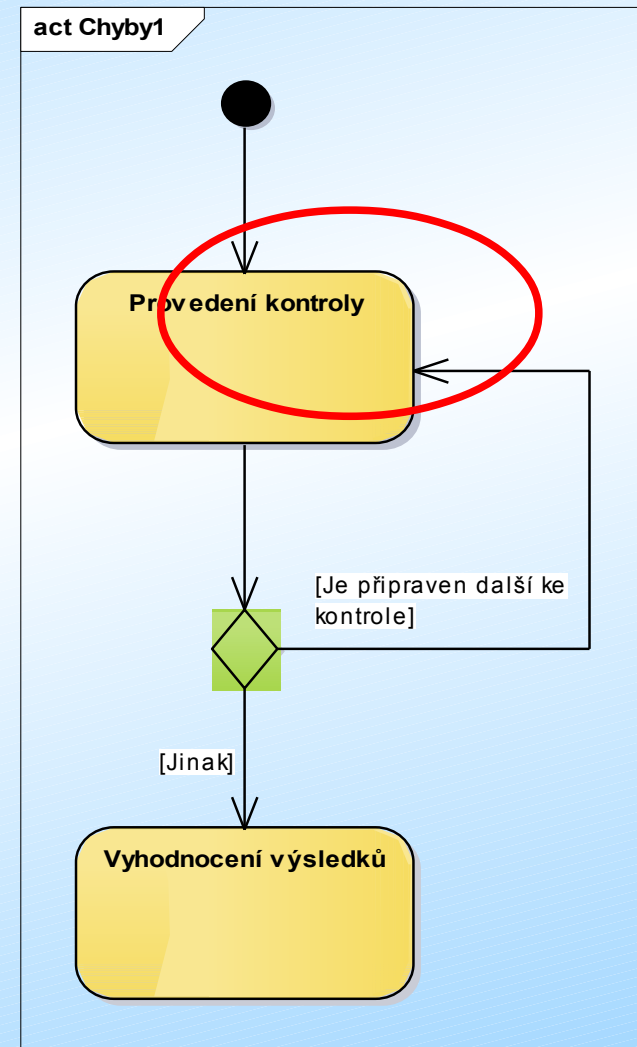 act Chyby1
Provedení kontroly
[Je připraven další ke
kontrole]
[Jinak]
Vyhodnocení výsledků